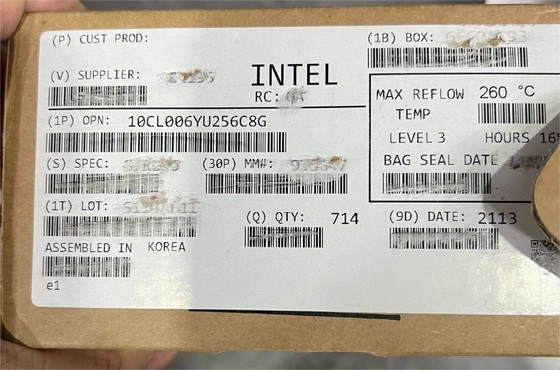 (P) CUST PROD:
(1B) BOX:
(V) SUPPLIER:
INTEL
RC:
MAX REFLOW 260 °C
TEMP
LEVEL 3 HOURS
BAG SEAL DATE
(1P) OPN: 10CL006YU256C8G
(S) SPEC:
(30P) MM#:
(1T) LOT:
(Q) QTY: 714
(9D) DATE: 2113
ASSEMBLED IN KOREA
e1